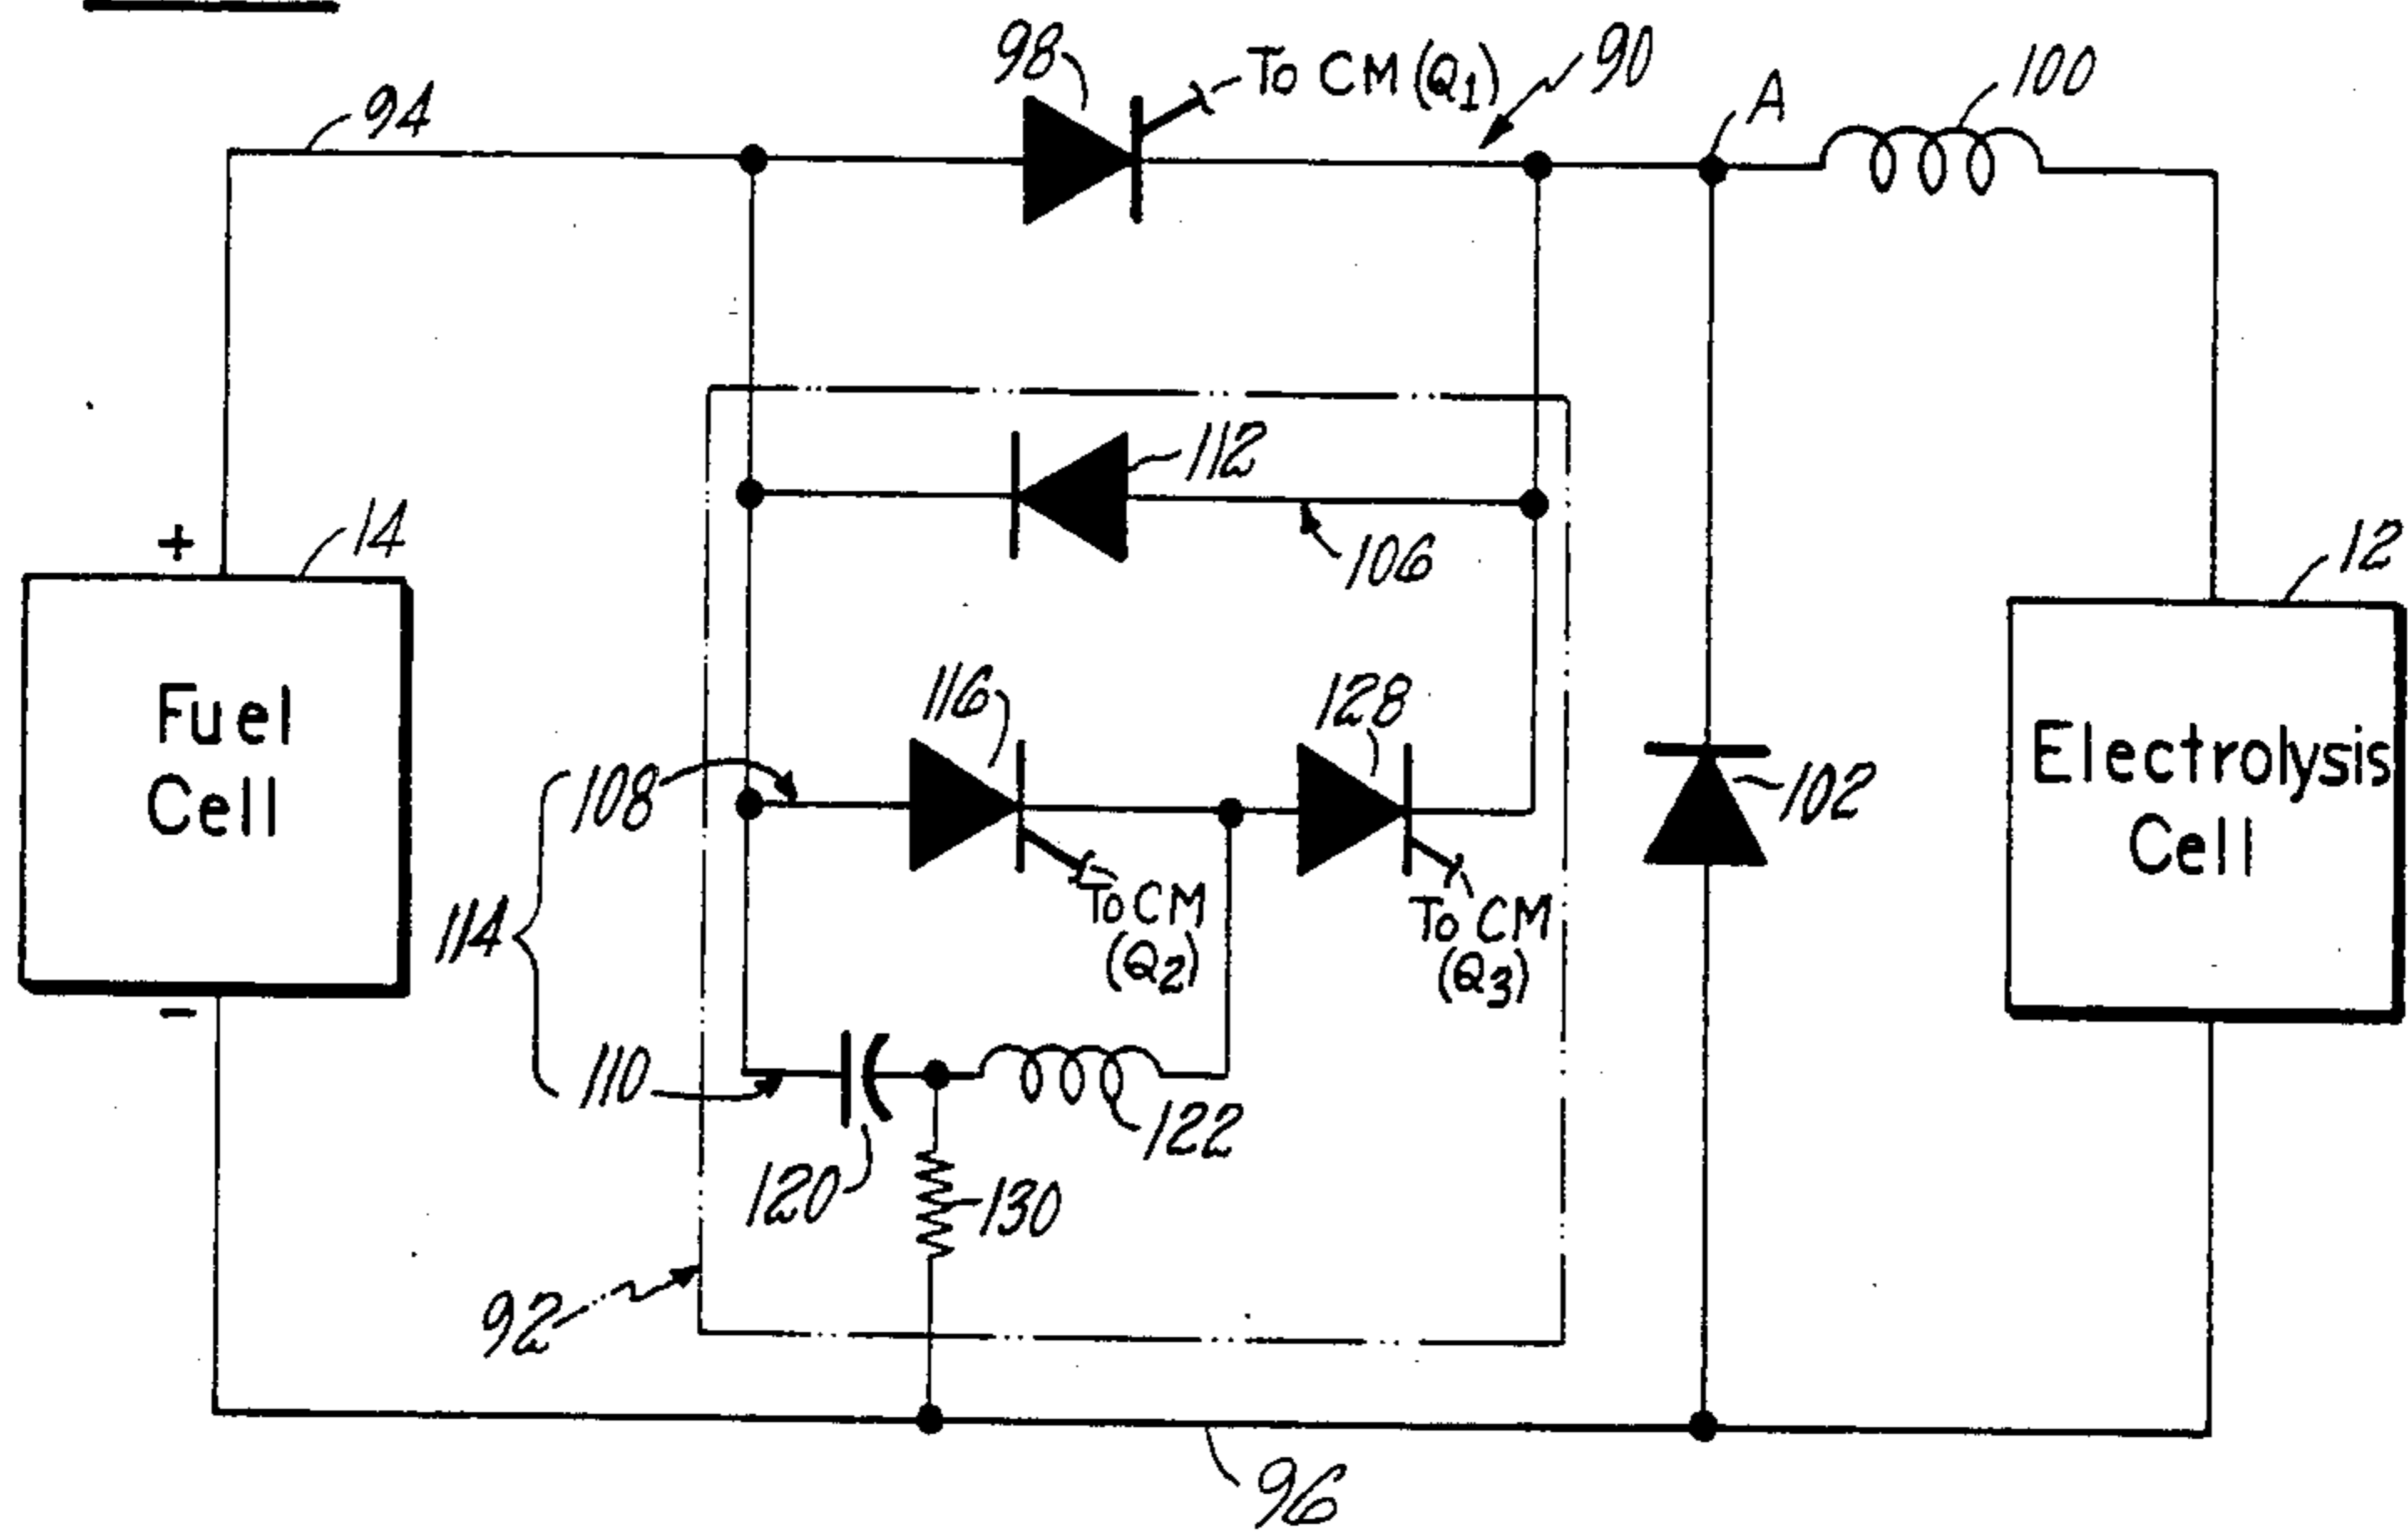 98
To CM (Q1)
90
A
100
94
112
106
+
14
12
Fuel
Cell
-
116
128
108
102
Electrolysis
Cell
114
To CM
(Q2)
To CM
(Q3)
110
120
122
130
92
96